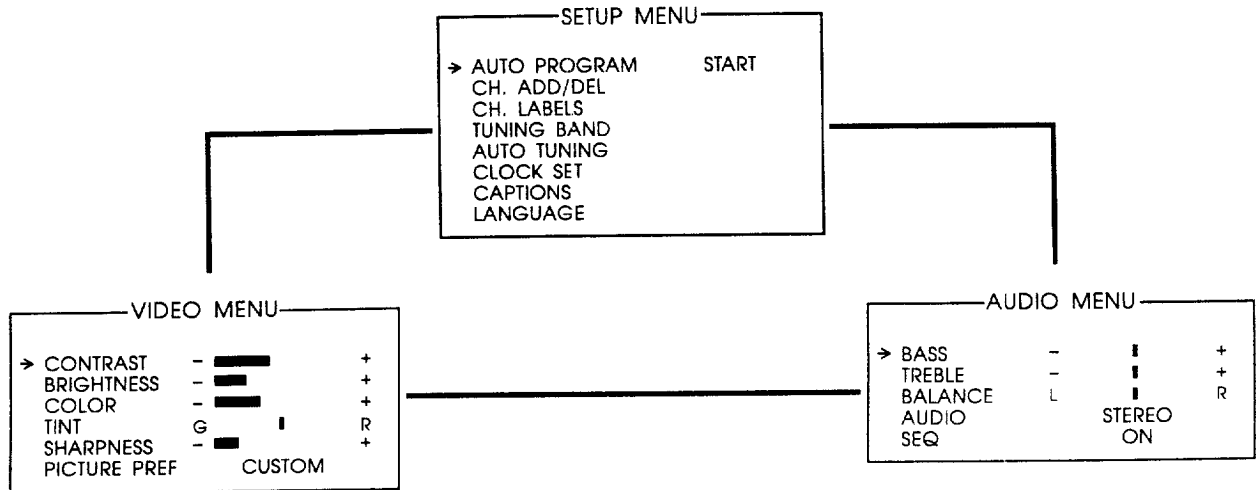 SETUP MENU
→ AUTO PROGRAM START
CH. ADD/DEL
CH. LABELS
TUNING BAND
AUTO TUNING
CLOCK SET
CAPTIONS
LANGUAGE
VIDEO MENU
→ CONTRAST - +
BRIGHTNESS - +
COLOR - +
TINT G R
SHARPNESS - +
PICTURE PREF CUSTOM
AUDIO MENU
→ BASS - +
TREBLE - +
BALANCE L R
AUDIO STEREO
SEQ ON